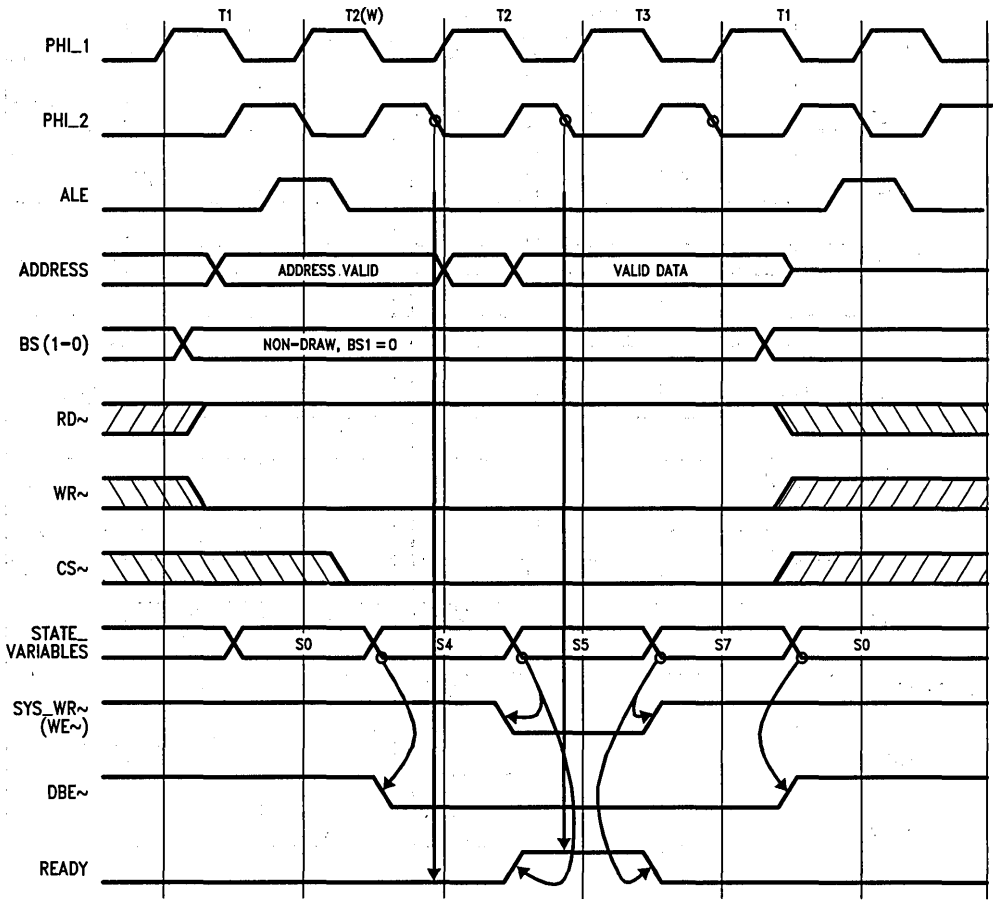 T1 T2(W) T2 T3 T1
PHI_1
PHI_2
ALE
ADDRESS ADDRESS VALID VALID DATA
BS(1-0) NON-DRAW, BS1=0
RD~
WR~
CS~
STATE_
VARIABLES S0 S4 S5 S7 S0
SYS_WR~
(WE~)
DBE~
READY